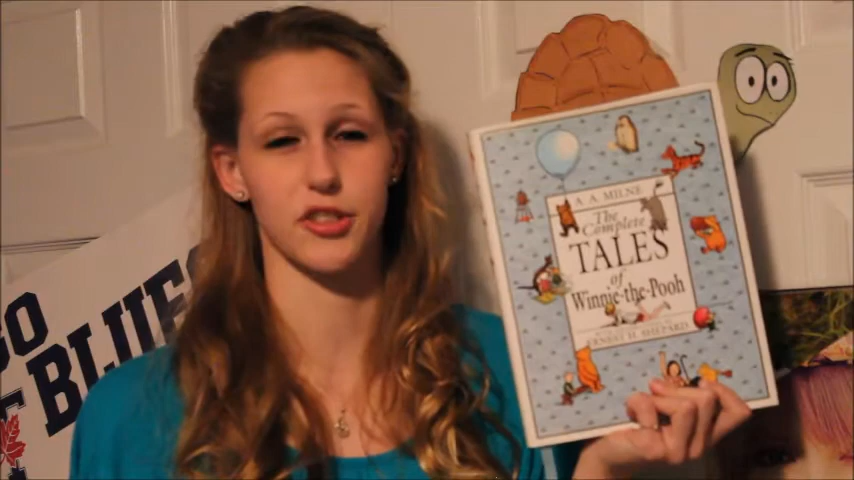 GO
BLUES
A. A. MILNE
The
Complete
TALES
of
Winnie-the-Pooh
ERNEST H. SHEPARD